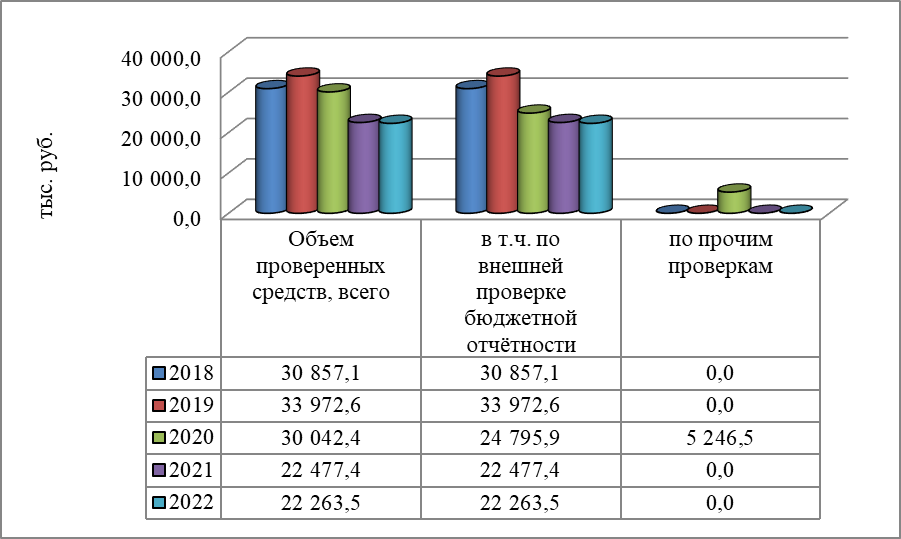 40 000,0
30 000,0
20 000,0
10 000,0
0,0
тыс. руб.
Объем проверенных средств, всего
в т.ч. по внешней проверке бюджетной отчётности
по прочим проверкам
2018 30 857,1 30 857,1 0,0
2019 33 972,6 33 972,6 0,0
2020 30 042,4 24 795,9 5 246,5
2021 22 477,4 22 477,4 0,0
2022 22 263,5 22 263,5 0,0